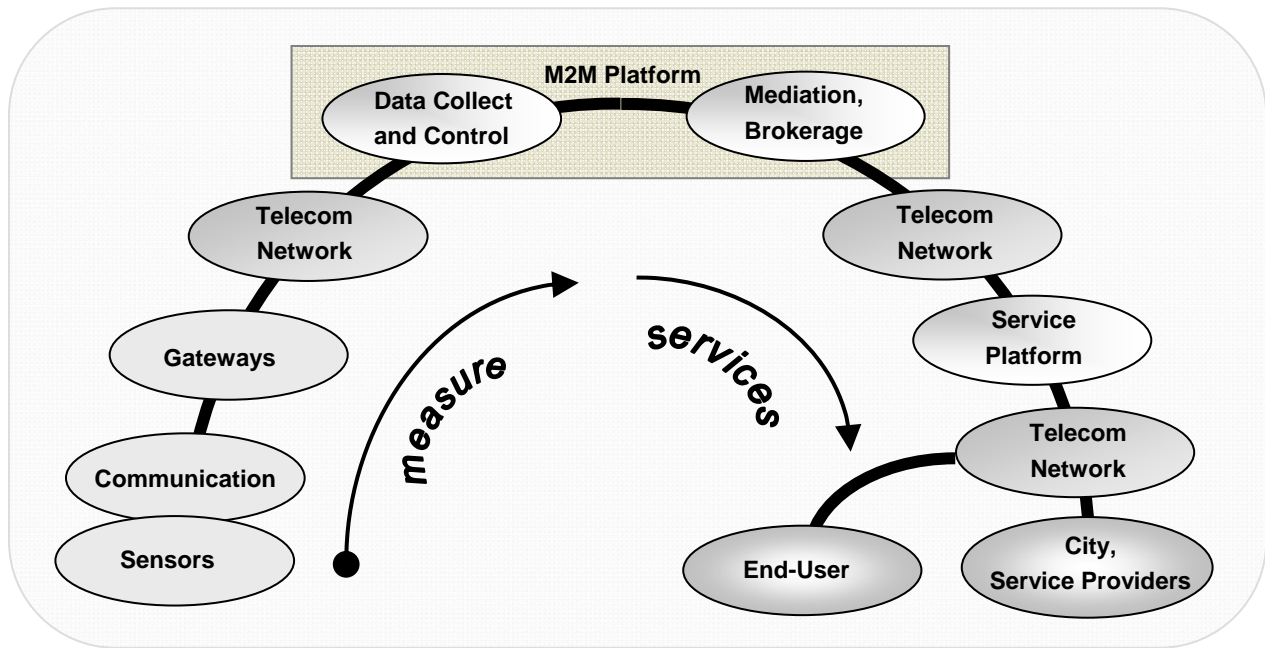 M2M Platform
Data Collect
and Control
Mediation,
Brokerage
Telecom
Network
Telecom
Network
Gateways
Service
Platform
measure
services
Communication
Telecom
Network
Sensors
End-User
City,
Service Providers